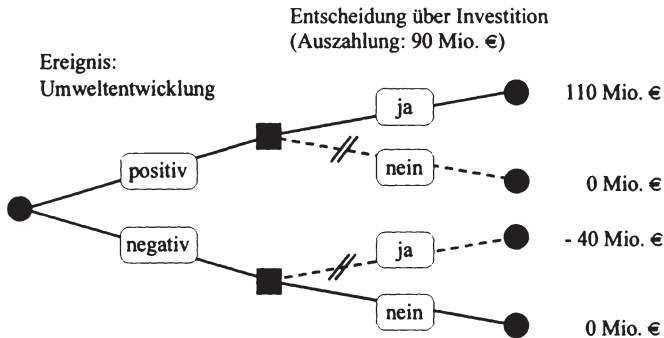 Entscheidung über Investition
(Auszahlung: 90 Mio. €)
Ereignis:
Umweltentwicklung
ja
110 Mio. €
positiv
nein
0 Mio. €
negativ
ja
- 40 Mio. €
nein
0 Mio. €